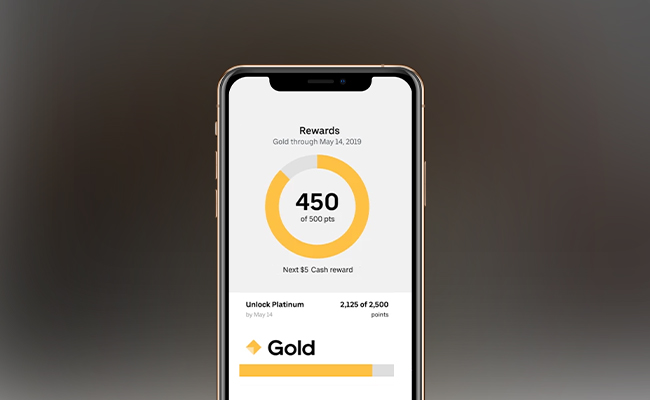 Rewards
Gold through May 14, 2019
450
of 500 pts
Next $5 Cash reward
Unlock Platinum 2,125 of 2,500
by May 14 points
Gold